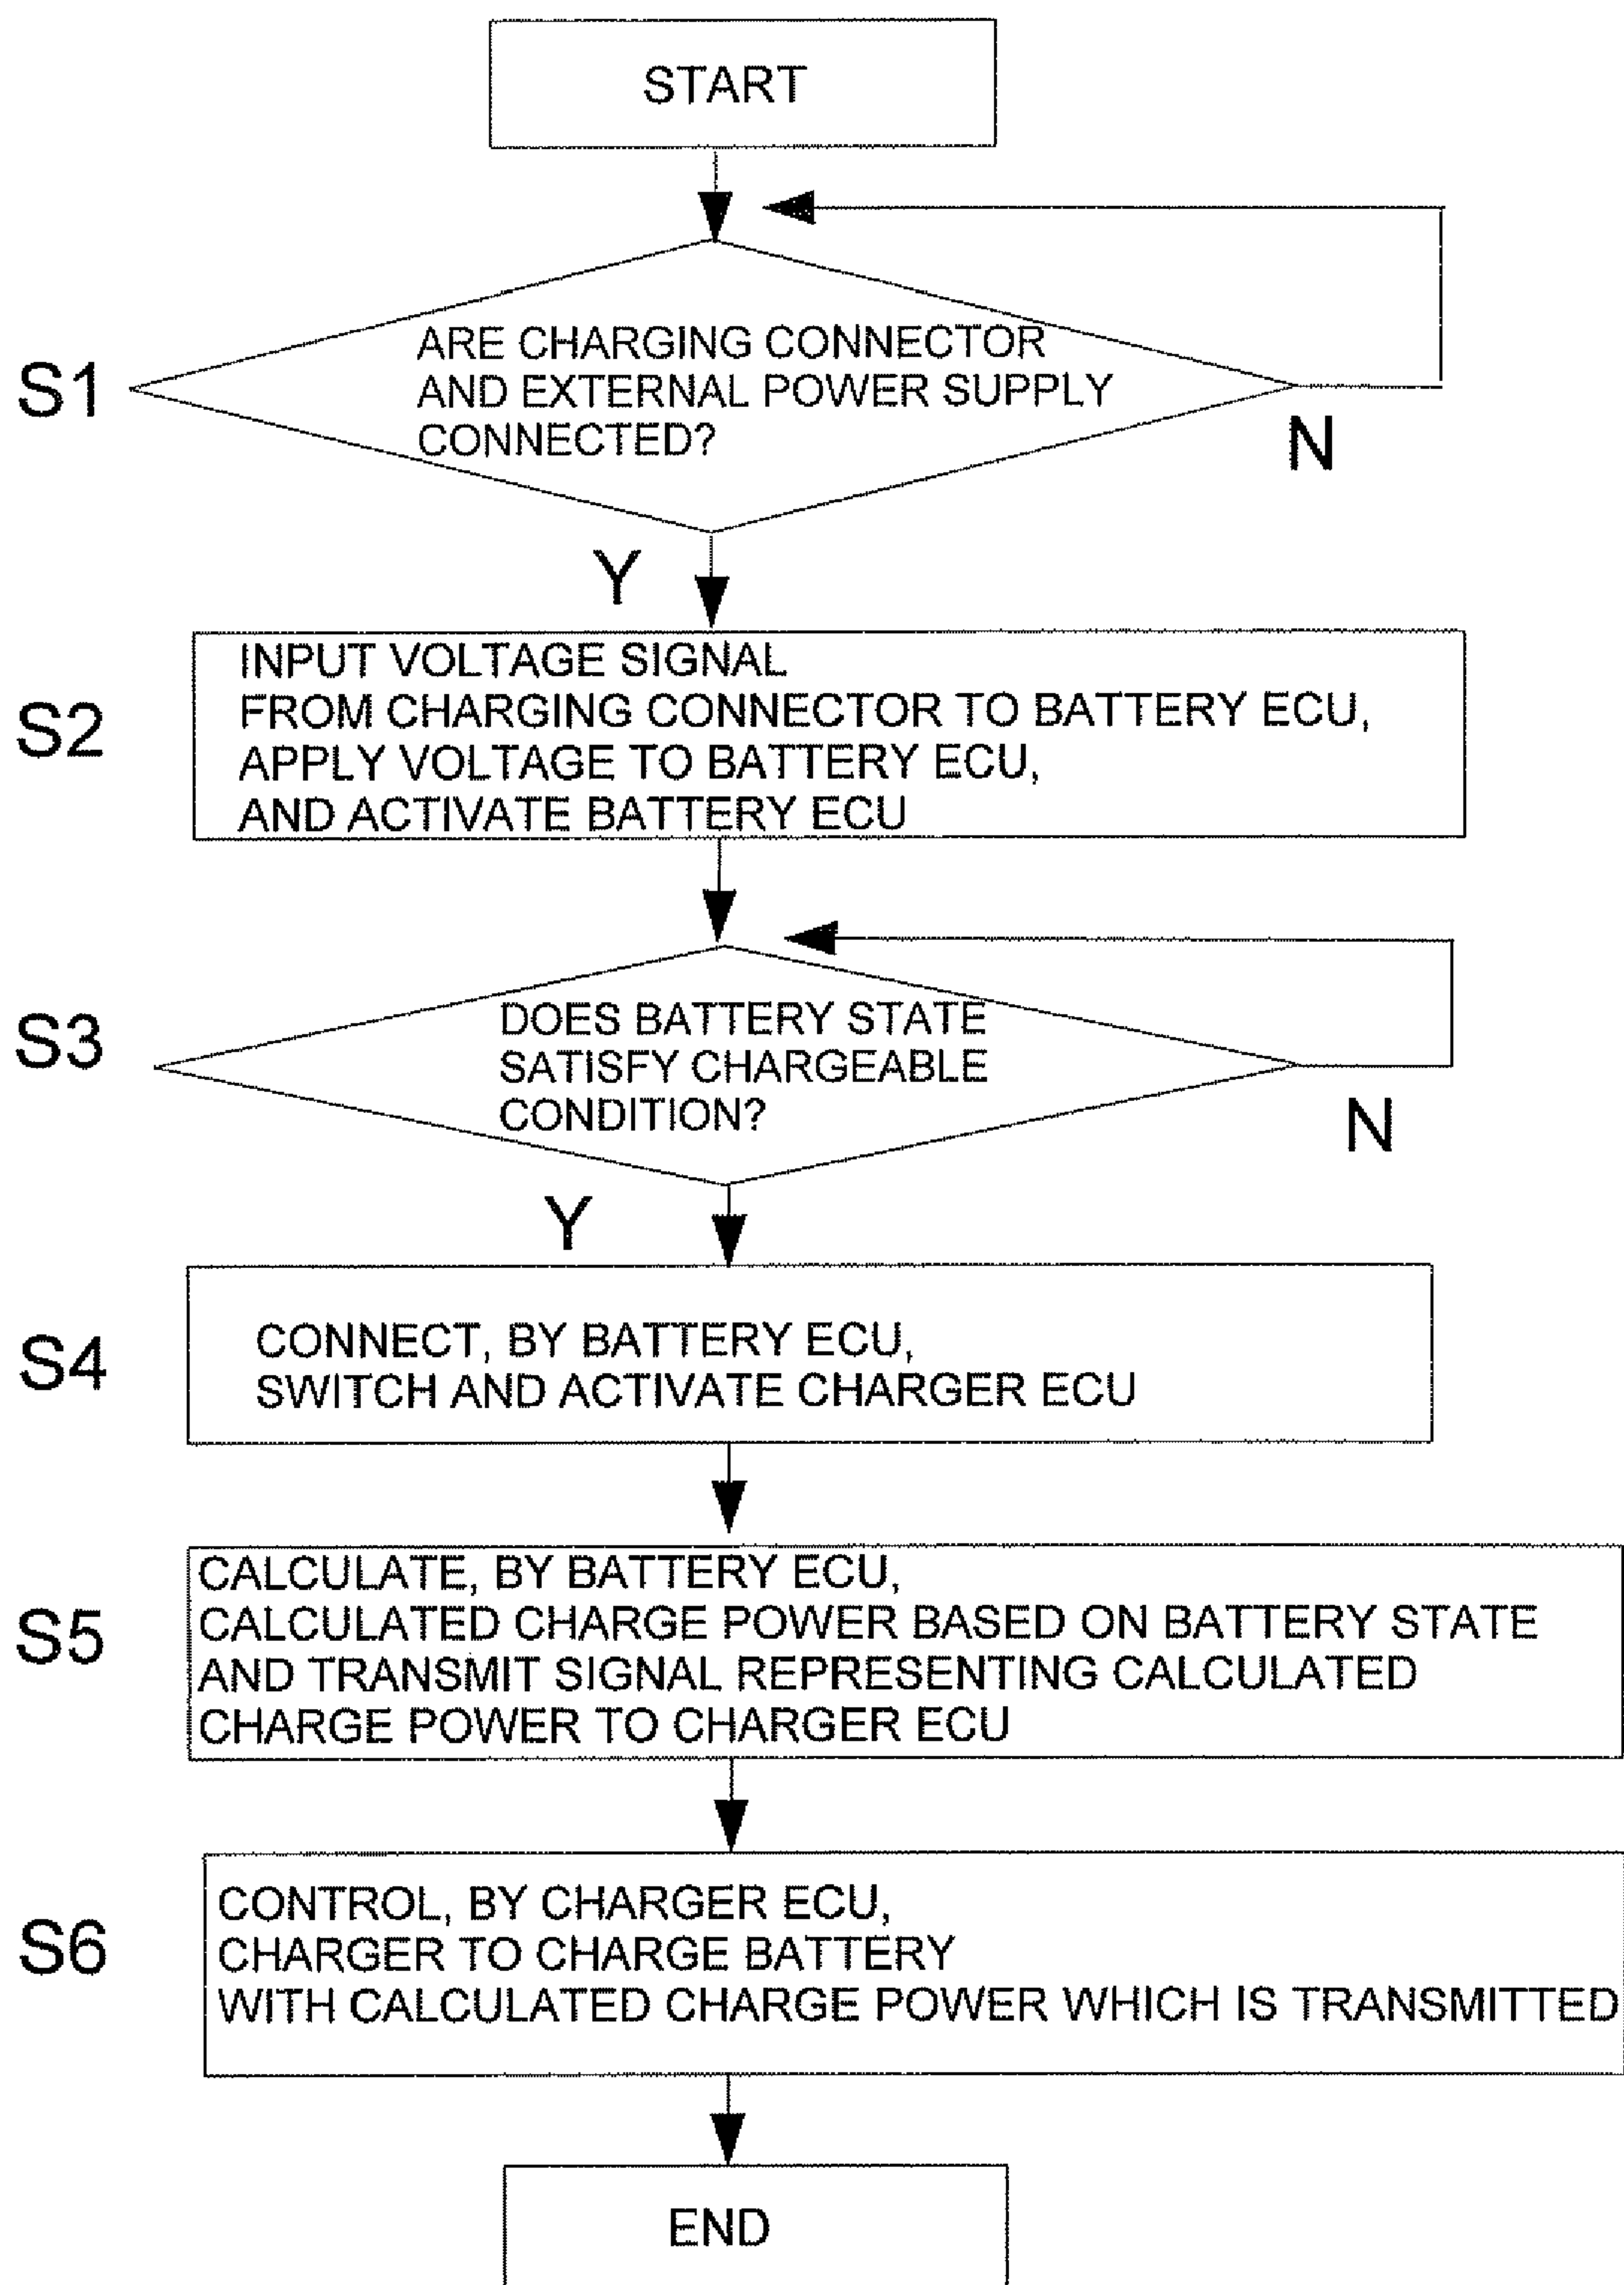 START
S1
ARE CHARGING CONNECTOR
AND EXTERNAL POWER SUPPLY
CONNECTED?
N
Y
S2
INPUT VOLTAGE SIGNAL
FROM CHARGING CONNECTOR TO BATTERY ECU,
APPLY VOLTAGE TO BATTERY ECU,
AND ACTIVATE BATTERY ECU
S3
DOES BATTERY STATE
SATISFY CHARGEABLE
CONDITION?
N
Y
S4
CONNECT, BY BATTERY ECU,
SWITCH AND ACTIVATE CHARGER ECU
S5
CALCULATE, BY BATTERY ECU,
CALCULATED CHARGE POWER BASED ON BATTERY STATE
AND TRANSMIT SIGNAL REPRESENTING CALCULATED
CHARGE POWER TO CHARGER ECU
S6
CONTROL, BY CHARGER ECU,
CHARGER TO CHARGE BATTERY
WITH CALCULATED CHARGE POWER WHICH IS TRANSMITTED
END